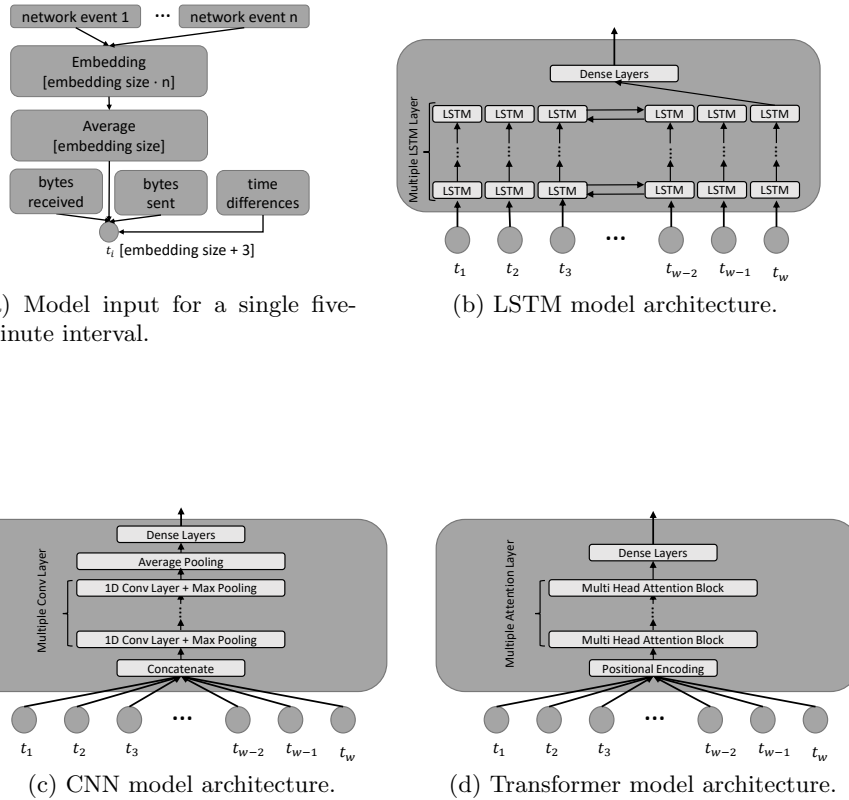 network event 1 ... network event n
Embedding
[embedding size · n]
Average
[embedding size]
bytes
received
bytes
sent
time
differences
t_i [embedding size + 3]
) Model input for a single five-
inute interval.
Dense Layers
Multiple LSTM Layer
LSTM LSTM LSTM LSTM LSTM LSTM
... ... ... ... ... ...
LSTM LSTM LSTM LSTM LSTM LSTM
...
t_1 t_2 t_3 t_{w-2} t_{w-1} t_w
(b) LSTM model architecture.
Dense Layers
Average Pooling
Multiple Conv Layer
1D Conv Layer + Max Pooling
...
1D Conv Layer + Max Pooling
Concatenate
...
t_1 t_2 t_3 t_{w-2} t_{w-1} t_w
(c) CNN model architecture.
Dense Layers
Multiple Attention Layer
Multi Head Attention Block
...
Multi Head Attention Block
Positional Encoding
...
t_1 t_2 t_3 t_{w-2} t_{w-1} t_w
(d) Transformer model architecture.